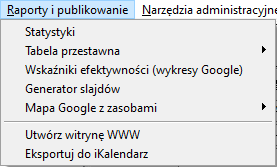 Raporty i publikowanie Narzędzia administracyjne
Statystyki
Tabela przestawna
Wskaźniki efektywności (wykresy Google)
Generator slajdów
Mapa Google z zasobami
Utwórz witrynę WWW
Eksportuj do iKalendarz